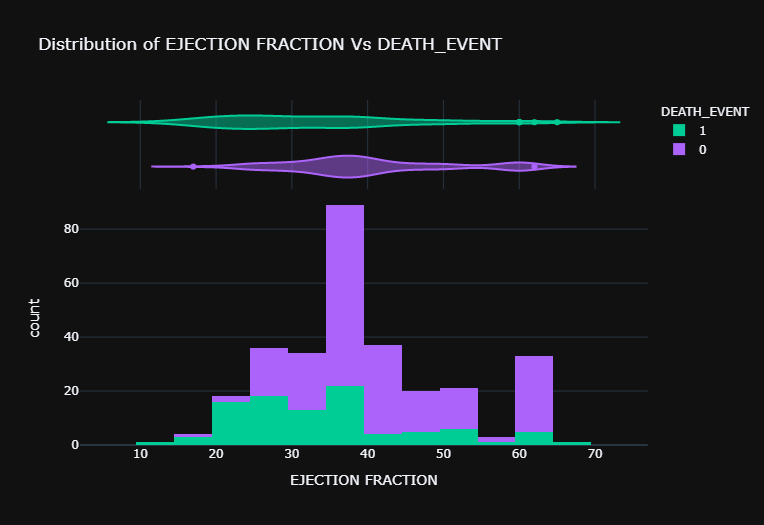 Distribution of EJECTION FRACTION Vs DEATH_EVENT
DEATH_EVENT
1
0
80
60
40
20
0
count
10 20 30 40 50 60 70
EJECTION FRACTION